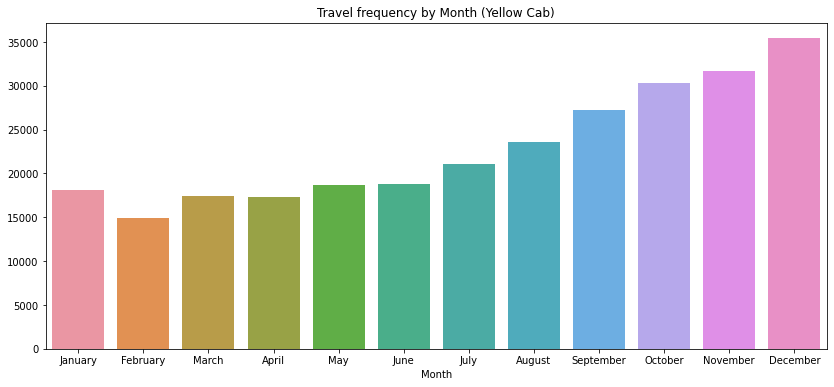 Travel frequency by Month (Yellow Cab)
35000
30000
25000
20000
15000
10000
5000
0
January February March April May June July August September October November December
Month